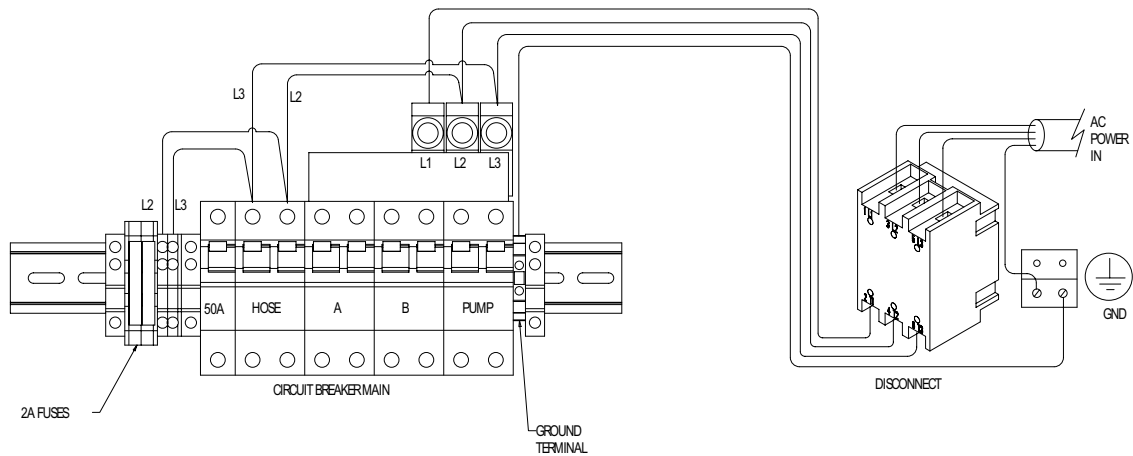 L3
L2
L1
L2
L3
AC
POWER
IN
L2
L3
50A
HOSE
A
B
PUMP
GND
CIRCUIT BREAKER MAIN
DISCONNECT
2A FUSES
GROUND
TERMINAL